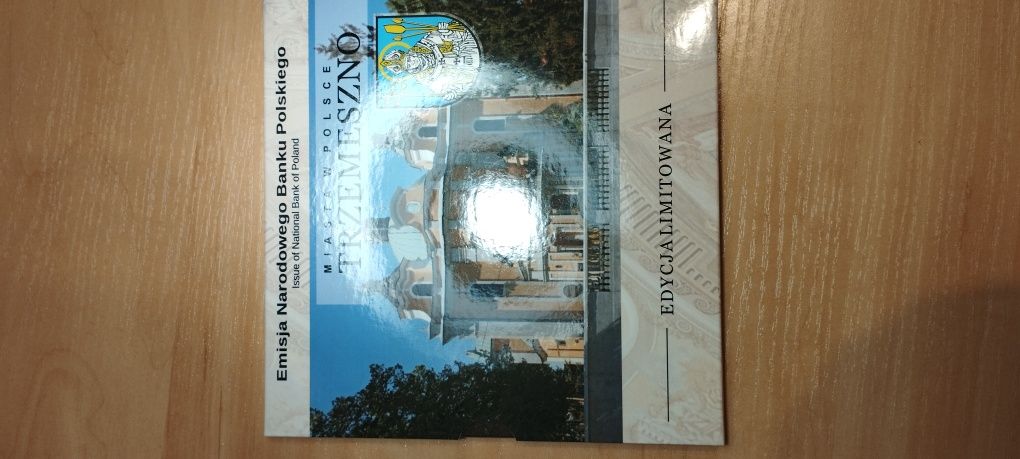 Emisja Narodowego Banku Polskiego
Issue of National Bank of Poland
MIASTA W POLSCE
TRZEMESZNO
EDYCJA LIMITOWANA